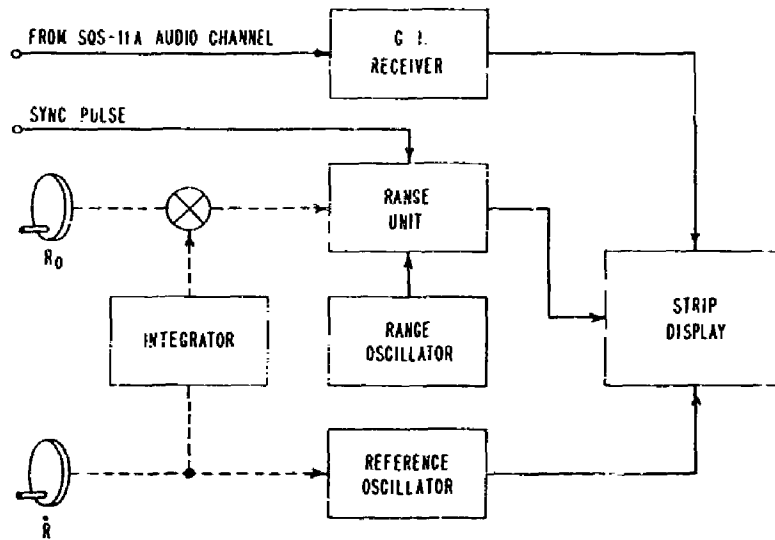 FROM SQS-11A AUDIO CHANNEL
RECEIVER
SYNC PULSE
RANSE
UNIT
R0
INTEGRATOR
RANGE
OSCILLATOR
STRIP
DISPLAY
REFERENCE
OSCILLATOR
Ṙ